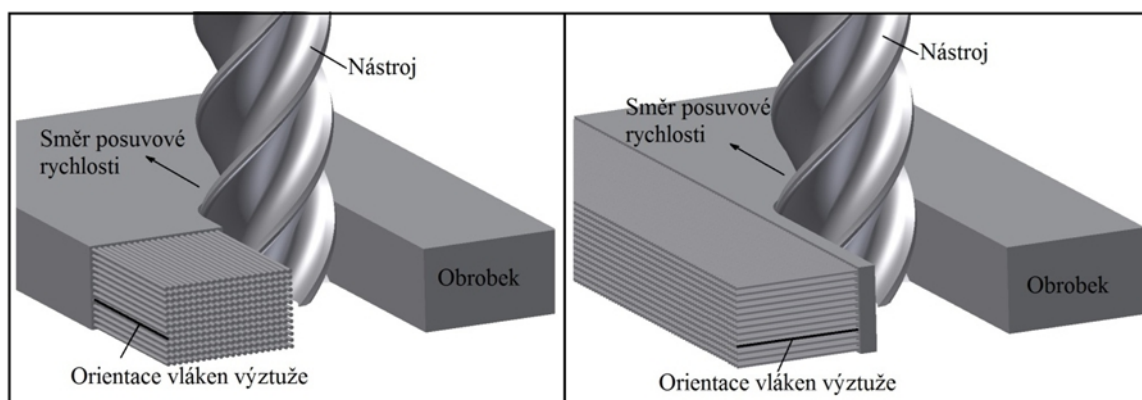 Nástroj
Směr posuvové
rychlosti
Obrobek
Orientace vláken výztuže
Nástroj
Směr posuvové
rychlosti
Obrobek
Orientace vláken výztuže